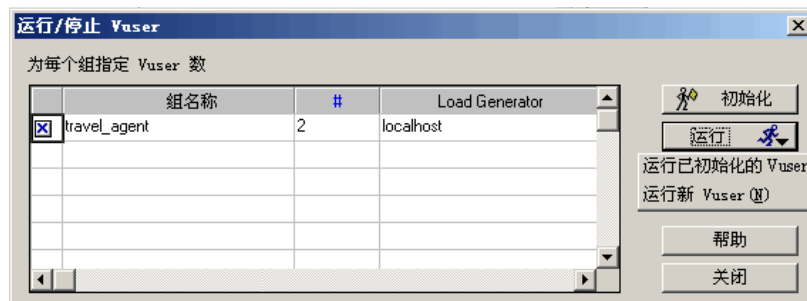 运行/停止 Vuser
为每个组指定 Vuser 数
组名称 # Load Generator
travel_agent 2 localhost
初始化
运行
运行已初始化的 Vuser
运行新 Vuser(N)
帮助
关闭